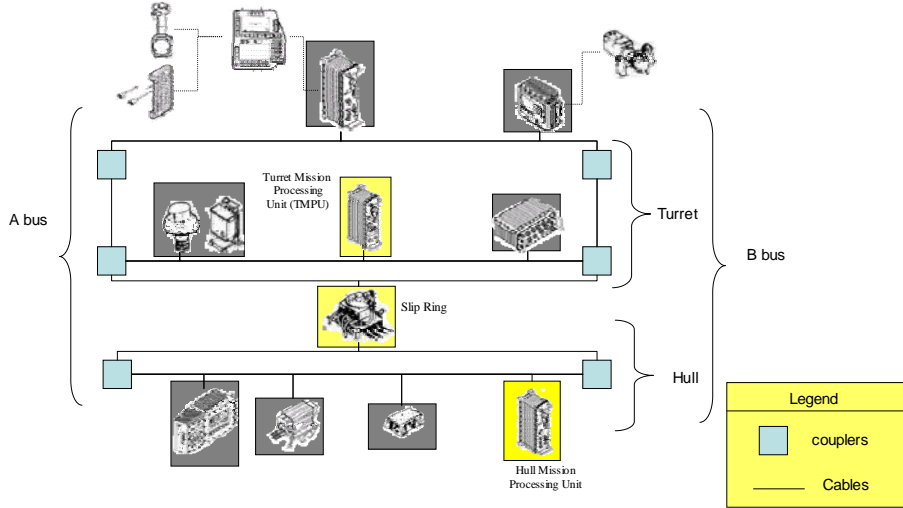 Turret Mission
Processing
Unit (TMPU)
Turret
A bus
B bus
Slip Ring
Hull
Legend
couplers
Cables
Hull Mission
Processing Unit